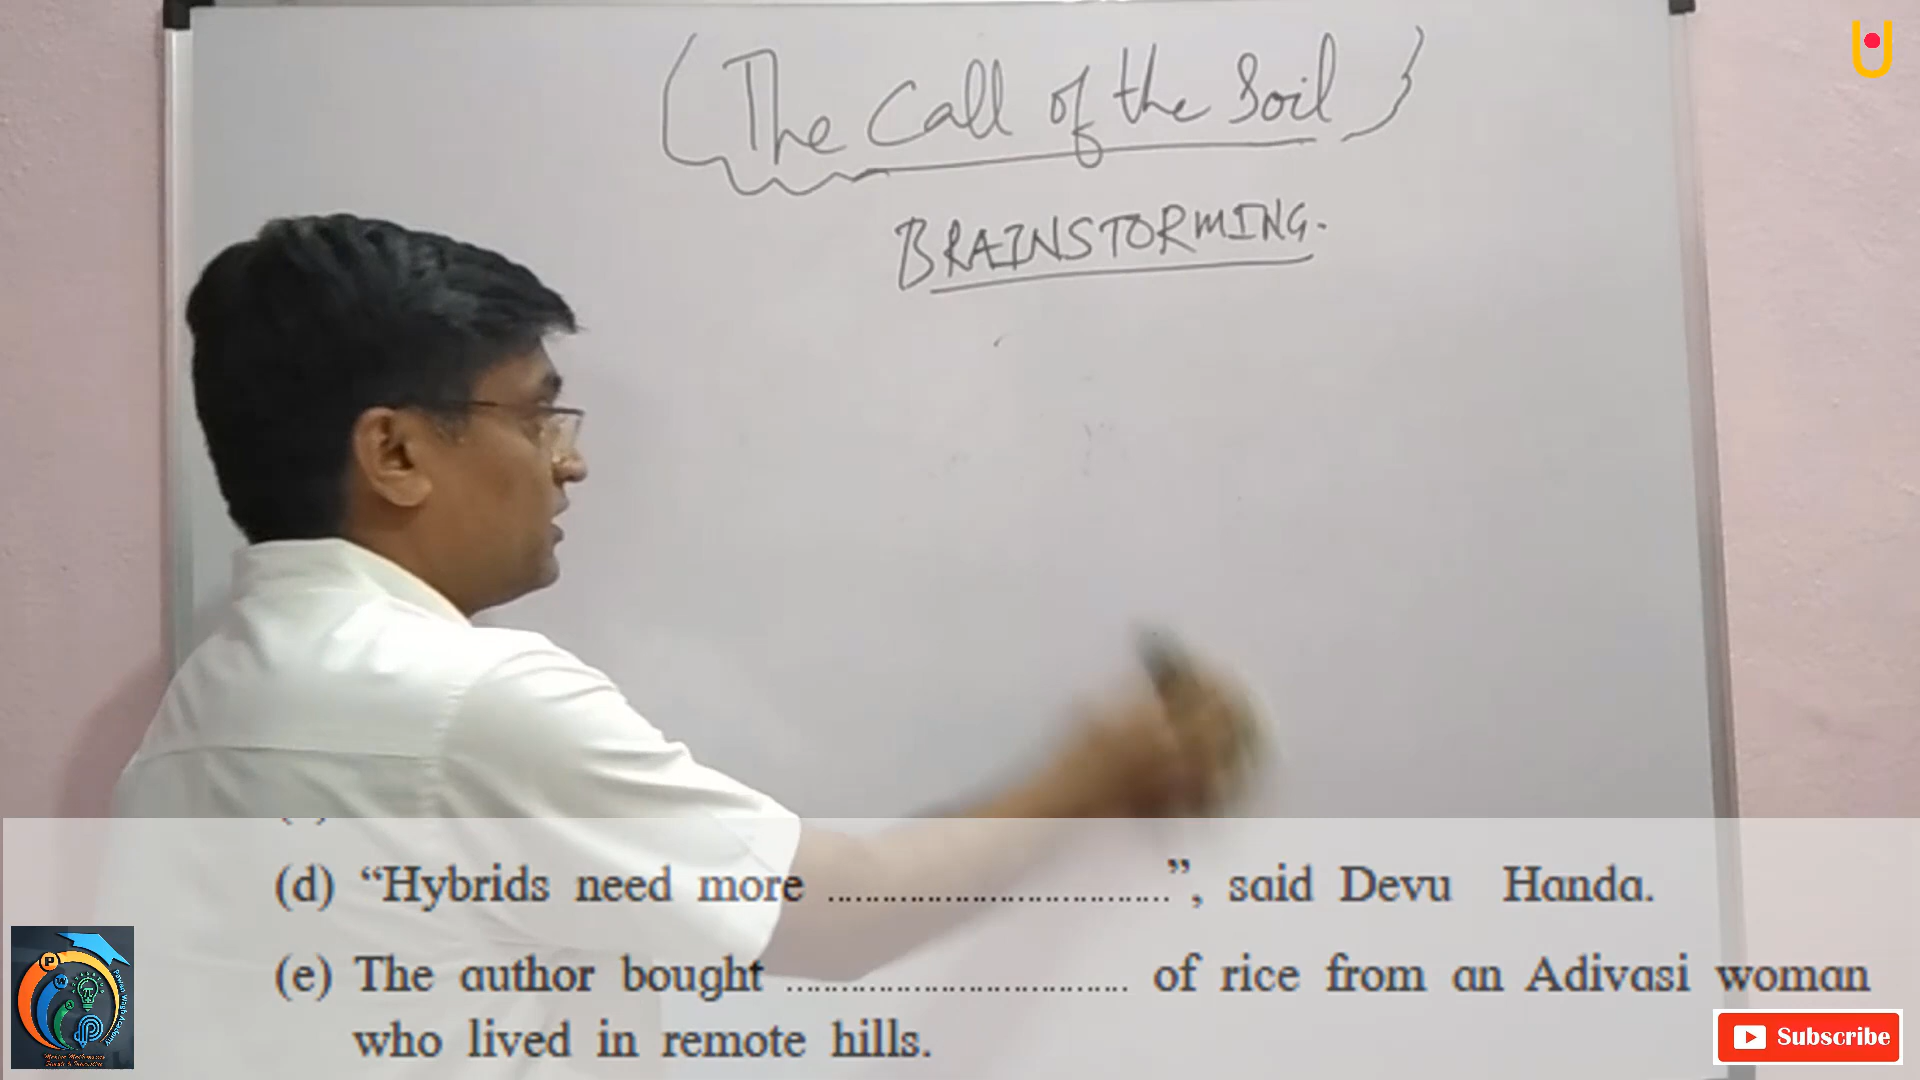 The Call of the Soil
BRAINSTORMING.
(d) “Hybrids need more ....................................”, said Devu Handa.
(e) The author bought .................................... of rice from an Adivasi woman
who lived in remote hills.
Subscribe